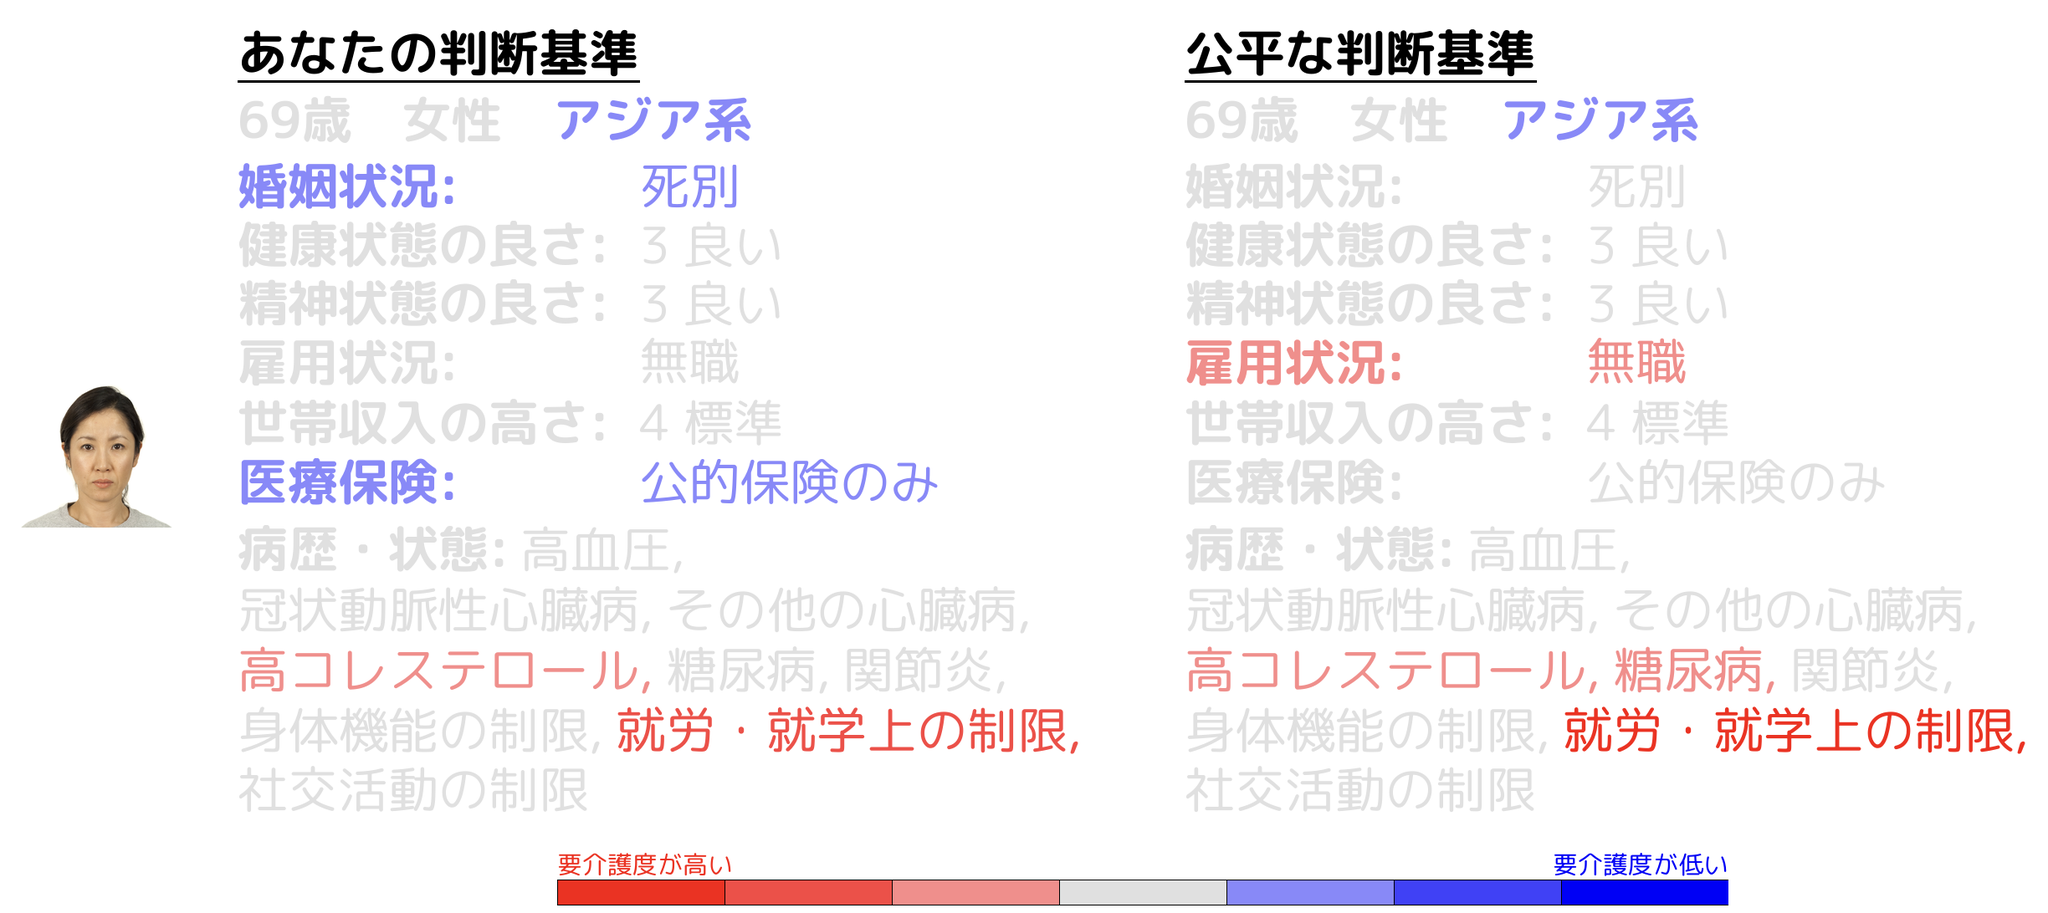 あなたの判断基準
69歳 女性 アジア系
婚姻状況: 死別
健康状態の良さ: 3 良い
精神状態の良さ: 3 良い
雇用状況: 無職
世帯収入の高さ: 4 標準
医療保険: 公的保険のみ
病歴・状態: 高血圧,
冠状動脈性心臓病, その他の心臓病,
高コレステロール, 糖尿病, 関節炎,
身体機能の制限, 就労・就学上の制限,
社交活動の制限
公平な判断基準
69歳 女性 アジア系
婚姻状況: 死別
健康状態の良さ: 3 良い
精神状態の良さ: 3 良い
雇用状況: 無職
世帯収入の高さ: 4 標準
医療保険: 公的保険のみ
病歴・状態: 高血圧,
冠状動脈性心臓病, その他の心臓病,
高コレステロール, 糖尿病, 関節炎,
身体機能の制限, 就労・就学上の制限,
社交活動の制限
要介護度が高い
要介護度が低い